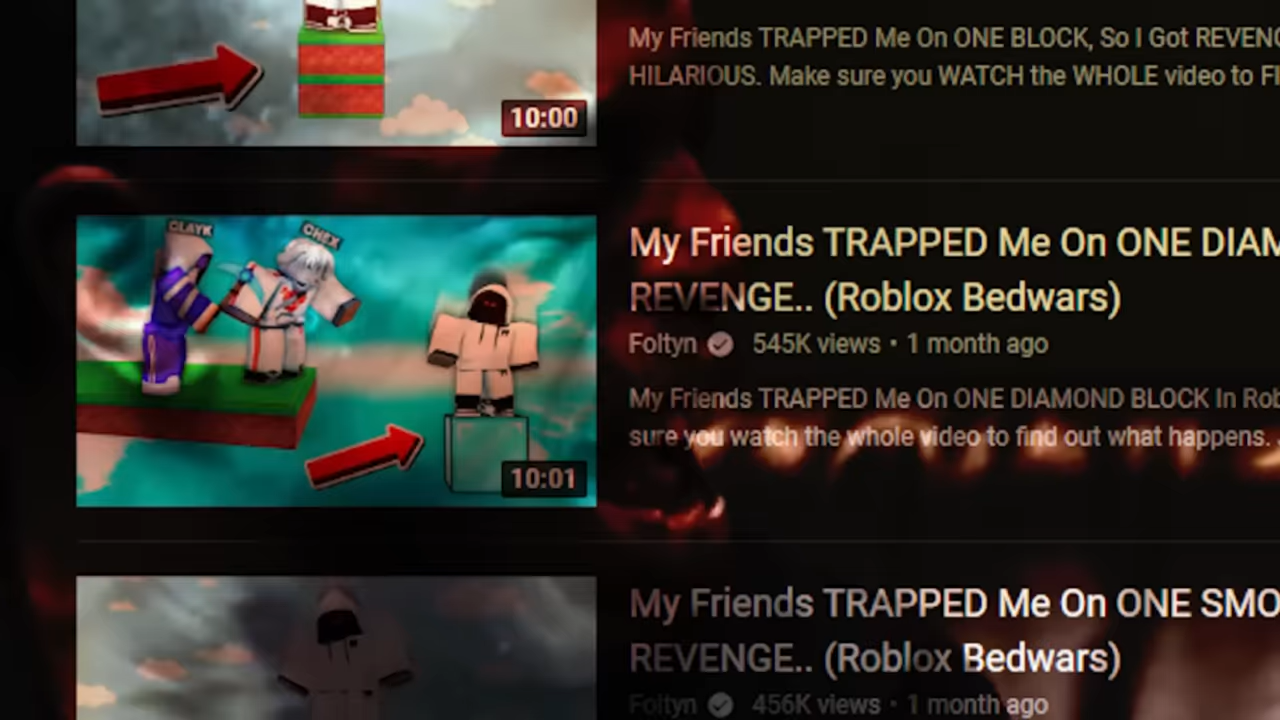 My Friends TRAPPED Me On ONE BLOCK, So I Got REVENG
HILARIOUS. Make sure you WATCH the WHOLE video to FI
10:00
CLAYK
CHEX
My Friends TRAPPED Me On ONE DIAM
REVENGE.. (Roblox Bedwars)
Foltyn 545K views • 1 month ago
My Friends TRAPPED Me On ONE DIAMOND BLOCK In Rob
sure you watch the whole video to find out what happens.
10:01
My Friends TRAPPED Me On ONE SMO
REVENGE.. (Roblox Bedwars)
Foltyn 456K views • 1 month ago